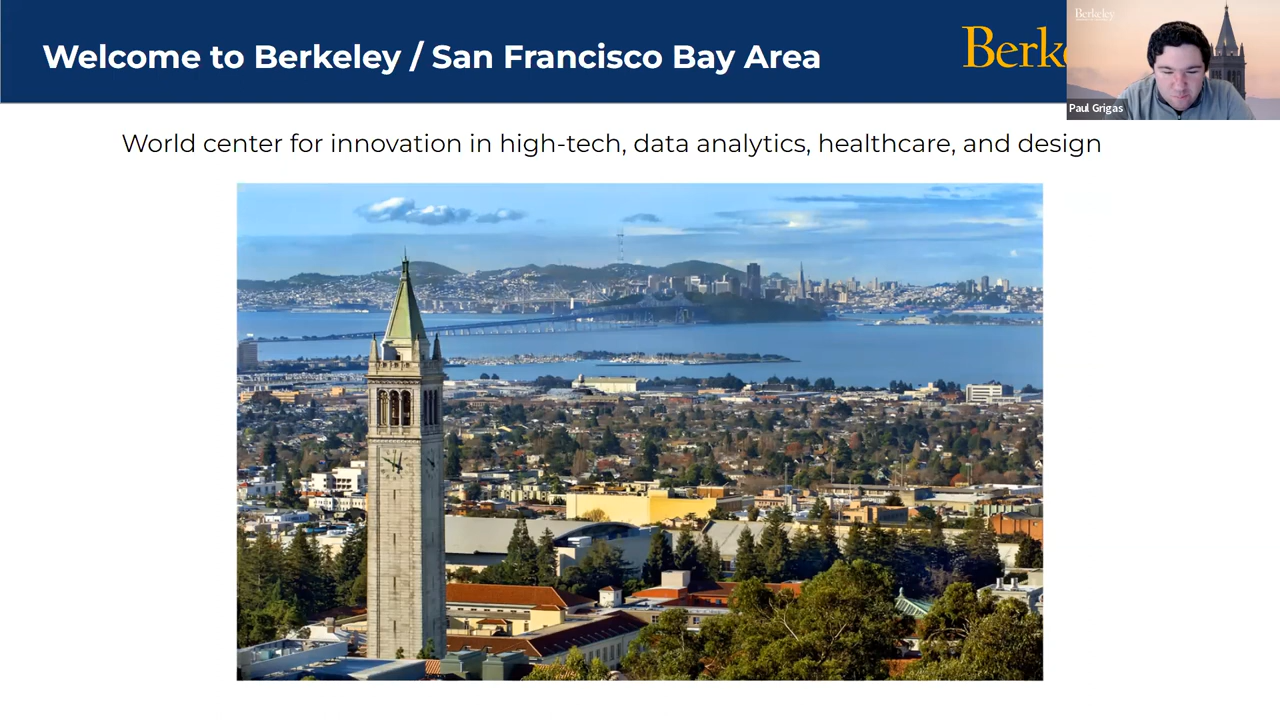 Welcome to Berkeley / San Francisco Bay Area
Berke
Berkeley
Paul Grigas
World center for innovation in high-tech, data analytics, healthcare, and design